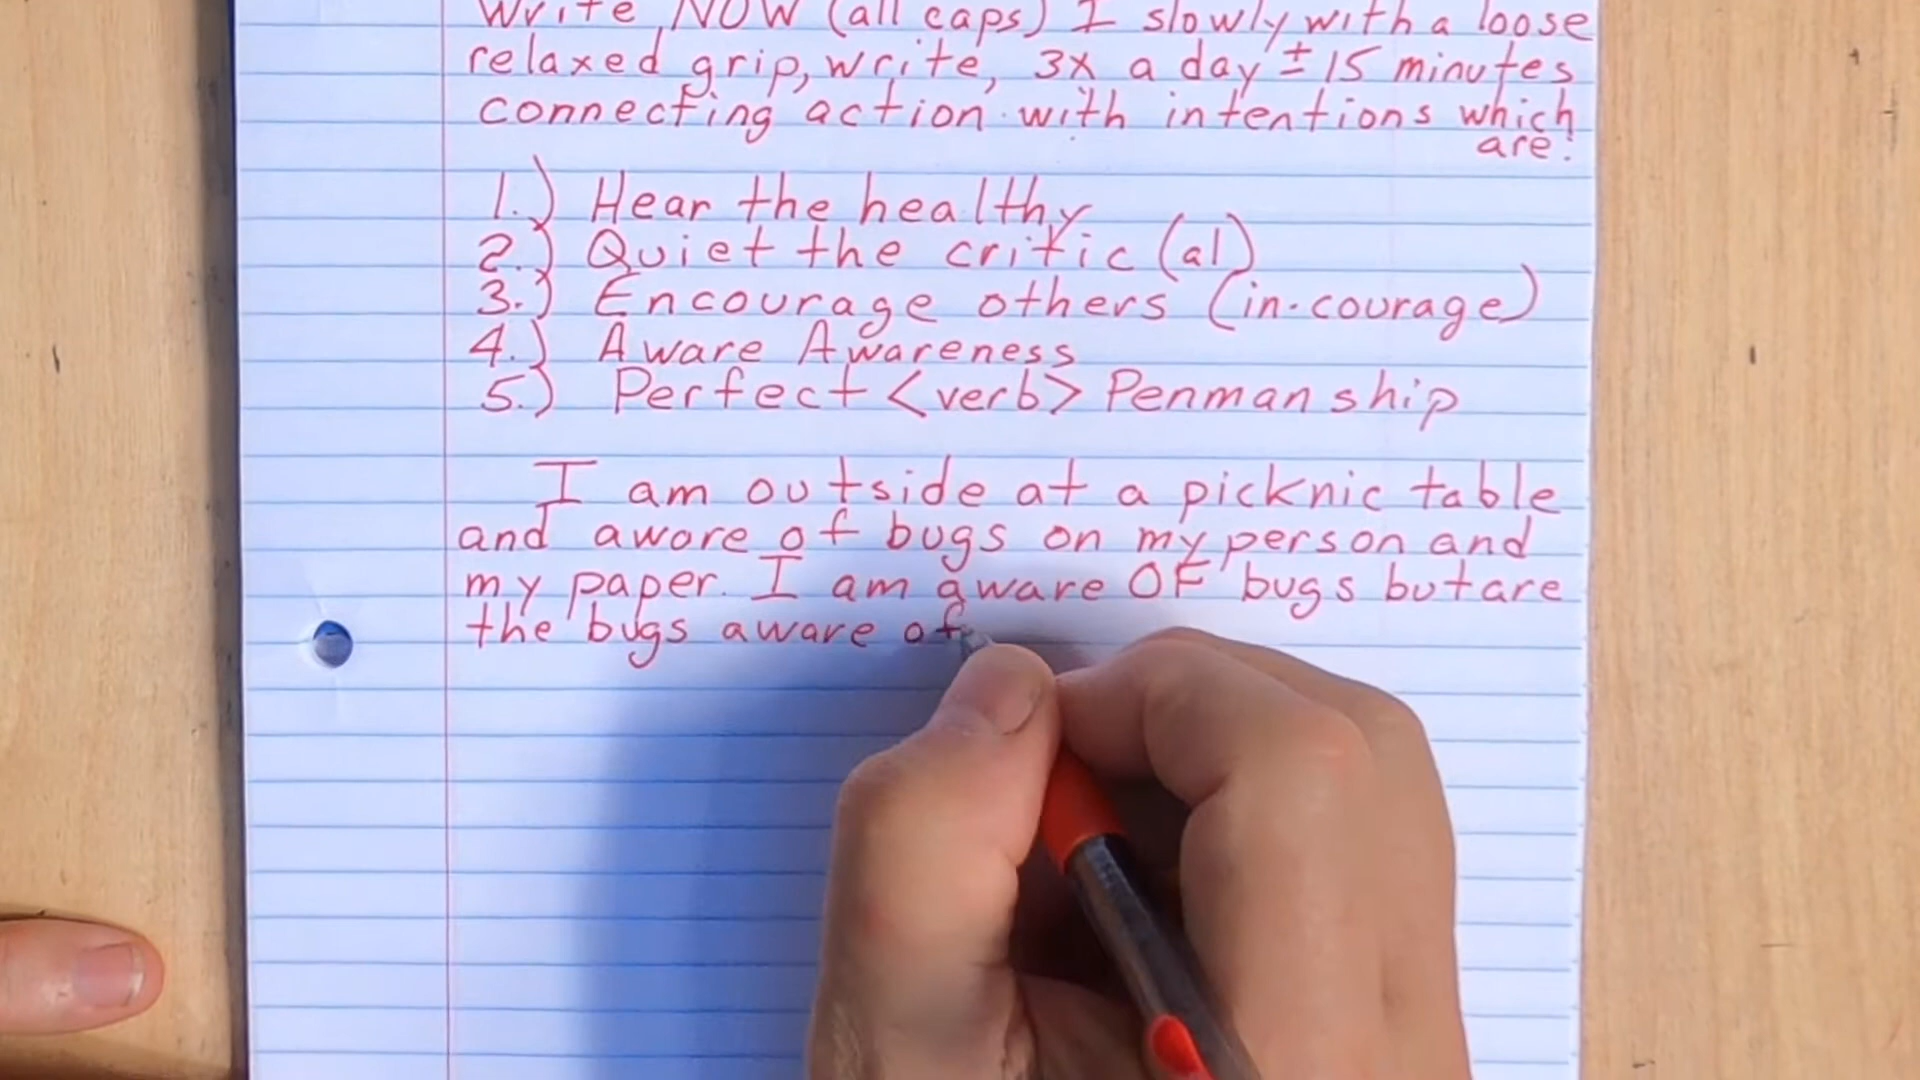 Write NOW (all caps) I slowly with a loose
relaxed grip, write, 3x a day ± 15 minutes
connecting action with intentions which
are:
1.) Hear the healthy
2.) Quiet the critic (al)
3.) Encourage others (in-courage)
4.) Aware Awareness
5.) Perfect <verb> Penmanship
I am outside at a picknic table
and aware of bugs on my person and
my paper. I am aware OF bugs but are
the bugs aware of